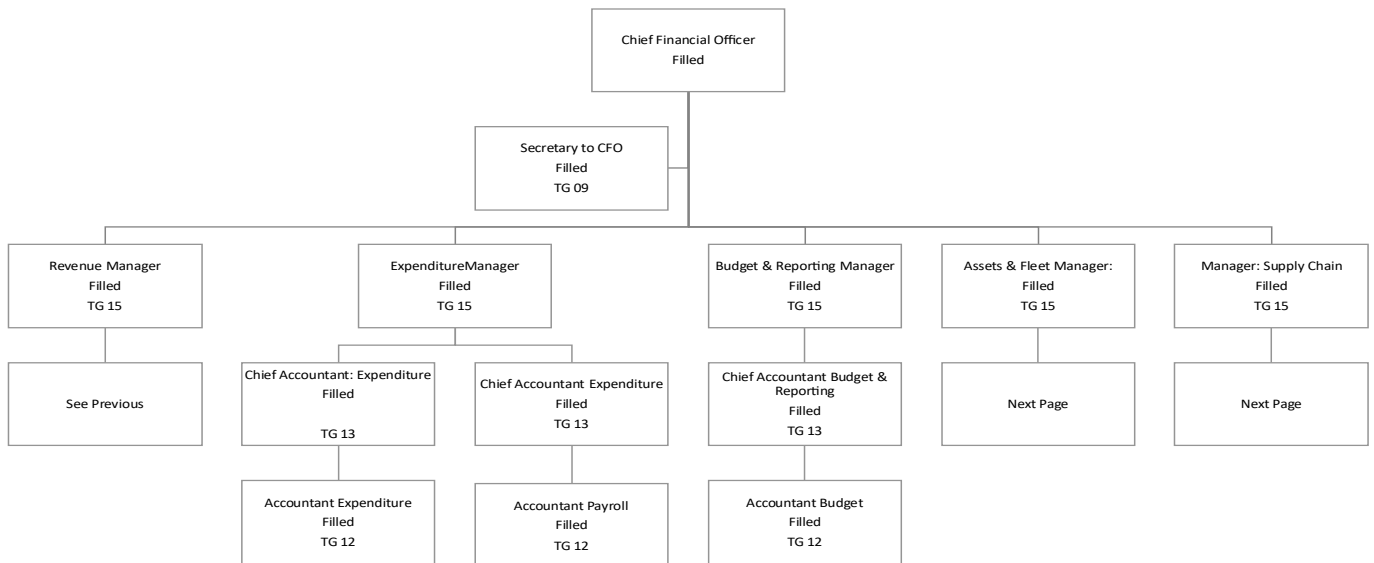 Chief Financial Officer
Filled
Secretary to CFO
Filled
TG 09
Revenue Manager
Filled
TG 15
ExpenditureManager
Filled
TG 15
Budget & Reporting Manager
Filled
TG 15
Assets & Fleet Manager:
Filled
TG 15
Manager: Supply Chain
Filled
TG 15
See Previous
Chief Accountant: Expenditure
Filled
TG 13
Chief Accountant Expenditure
Filled
TG 13
Chief Accountant Budget &
Reporting
Filled
TG 13
Next Page
Next Page
Accountant Expenditure
Filled
TG 12
Accountant Payroll
Filled
TG 12
Accountant Budget
Filled
TG 12